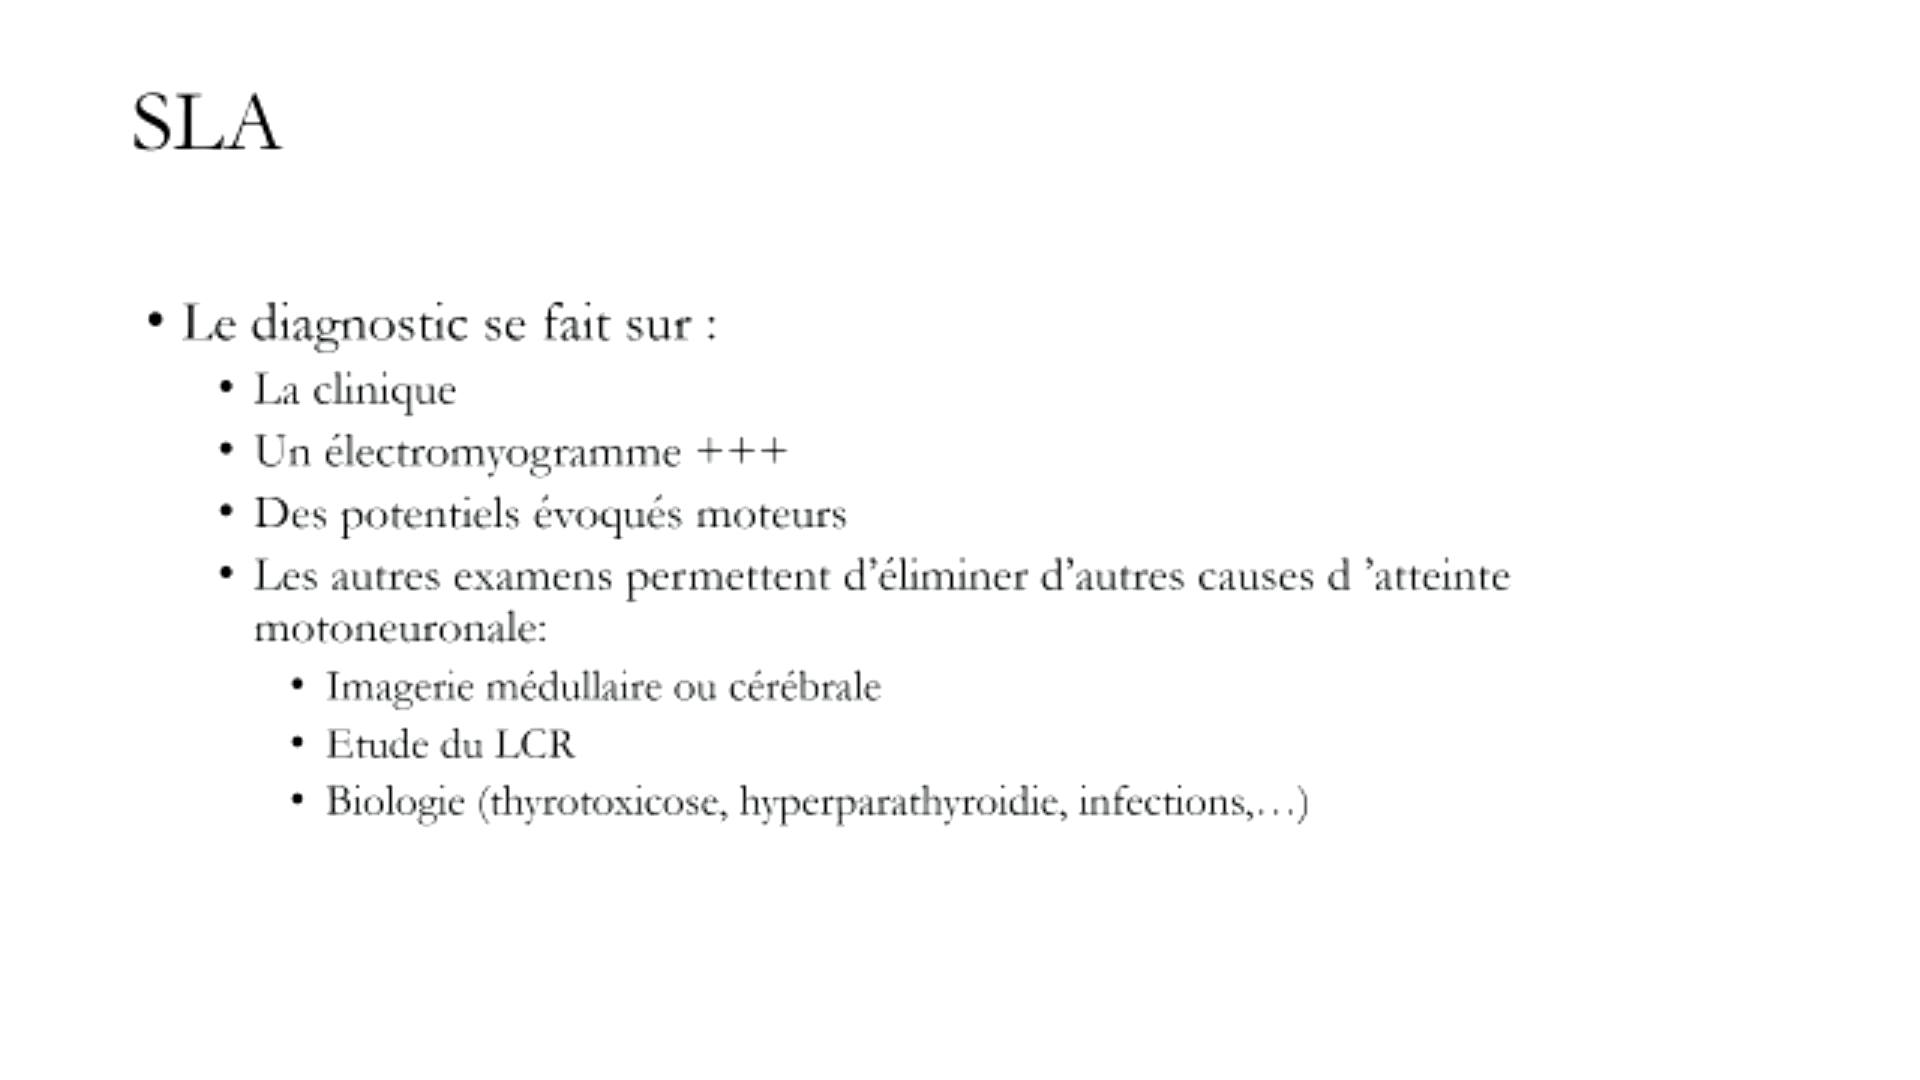 SLA
• Le diagnostic se fait sur :
• La clinique
• Un électromyogramme +++
• Des potentiels évoqués moteurs
• Les autres examens permettent d’éliminer d’autres causes d ’atteinte
motoneuronale:
• Imagerie médullaire ou cérébrale
• Etude du LCR
• Biologie (thyrotoxicose, hyperparathyroidie, infections,…)